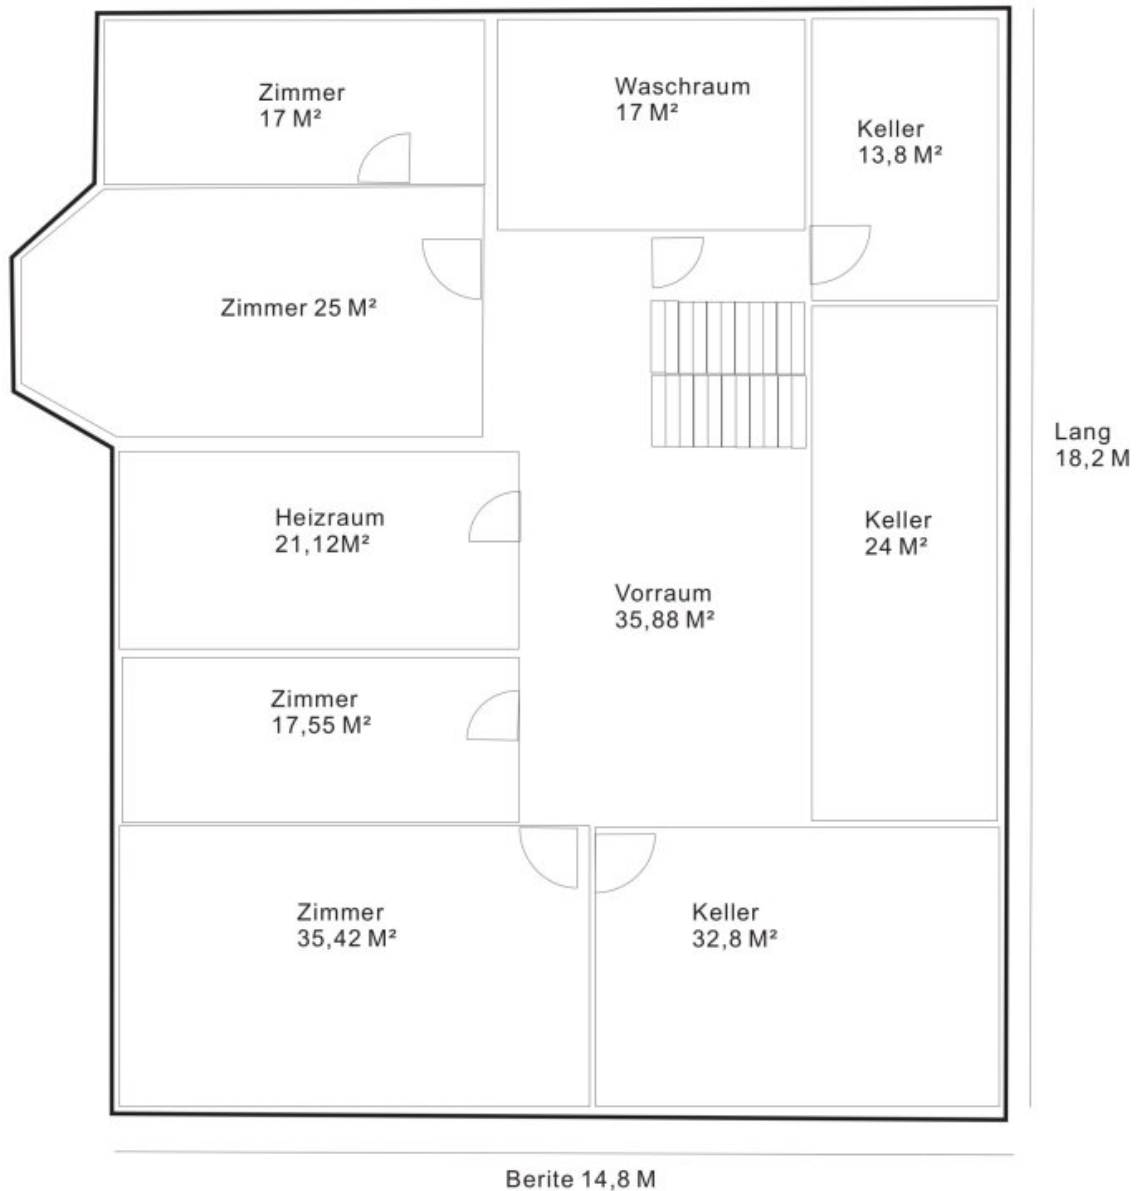 Zimmer
17 M²
Waschraum
17 M²
Keller
13,8 M²
Zimmer 25 M²
Lang
18,2 M
Heizraum
21,12M²
Keller
24 M²
Vorraum
35,88 M²
Zimmer
17,55 M²
Zimmer
35,42 M²
Keller
32,8 M²
Berite 14,8 M